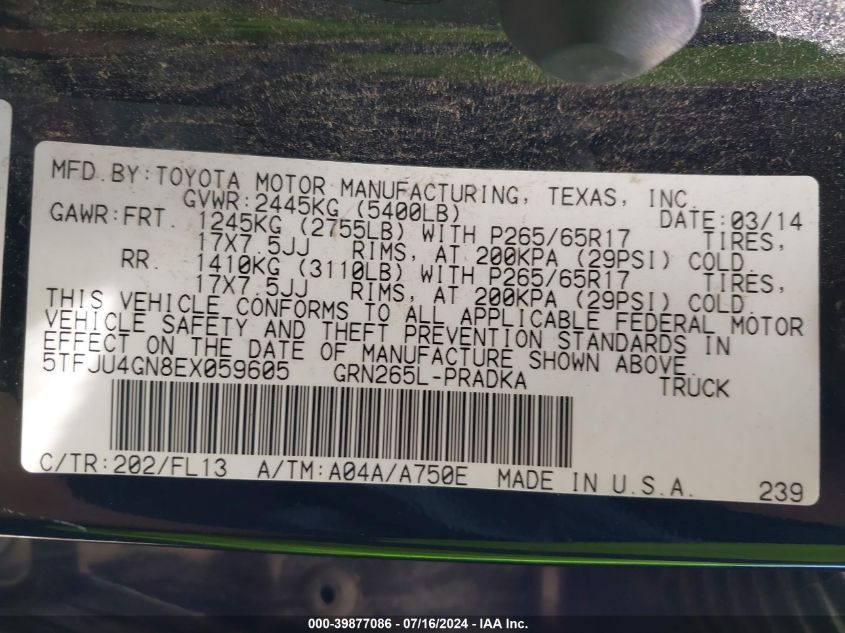 MFD.BY:TOYOTA MOTOR MANUFACTURING, TEXAS, INC.
GVWR:2445KG (5400LB) DATE:03/14
GAWR:FRT. 1245KG (2755LB) WITH P265/65R17 TIRES,
17X7.5JJ RIMS, AT 200KPA (29PSI) COLD.
RR. 1410KG (3110LB) WITH P265/65R17 TIRES,
17X7.5JJ RIMS, AT 200KPA (29PSI) COLD.
THIS VEHICLE CONFORMS TO ALL APPLICABLE FEDERAL MOTOR
VEHICLE SAFETY AND THEFT PREVENTION STANDARDS IN
EFFECT ON THE DATE OF MANUFACTURE SHOWN ABOVE.
5TFJU4GN8EX059605 GRN265L-PRADKA TRUCK
C/TR:202/FL13 A/TM:A04A/A750E MADE IN U.S.A. 239
000-39877086 - 07/16/2024 - IAA Inc.